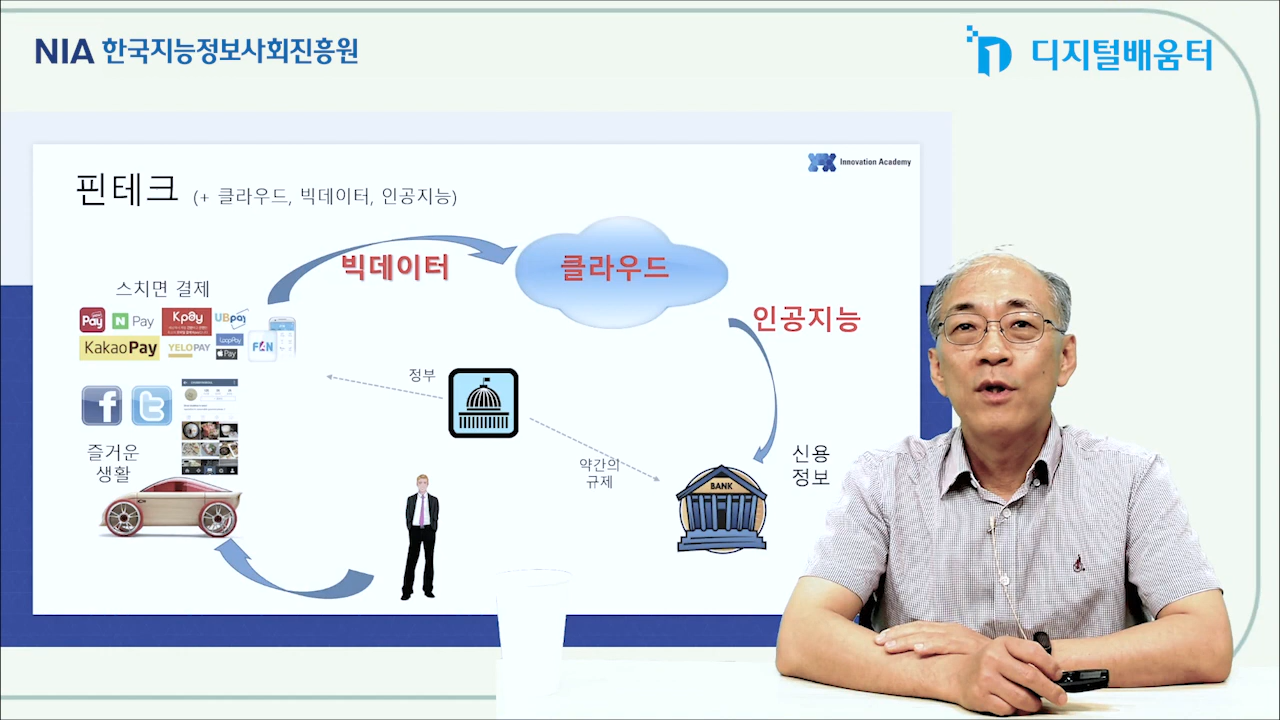 NIA 한국지능정보사회진흥원
디지털배움터
Innovation Academy
핀테크 (+ 클라우드, 빅데이터, 인공지능)
빅데이터
클라우드
인공지능
스치면 결제
Pay
N Pay
Kpay
UBpay
KakaoPay
YELOPAY
LoopPay
Pay
FAN
정부
즐거운
생활
약간의
규제
BANK
신용
정보